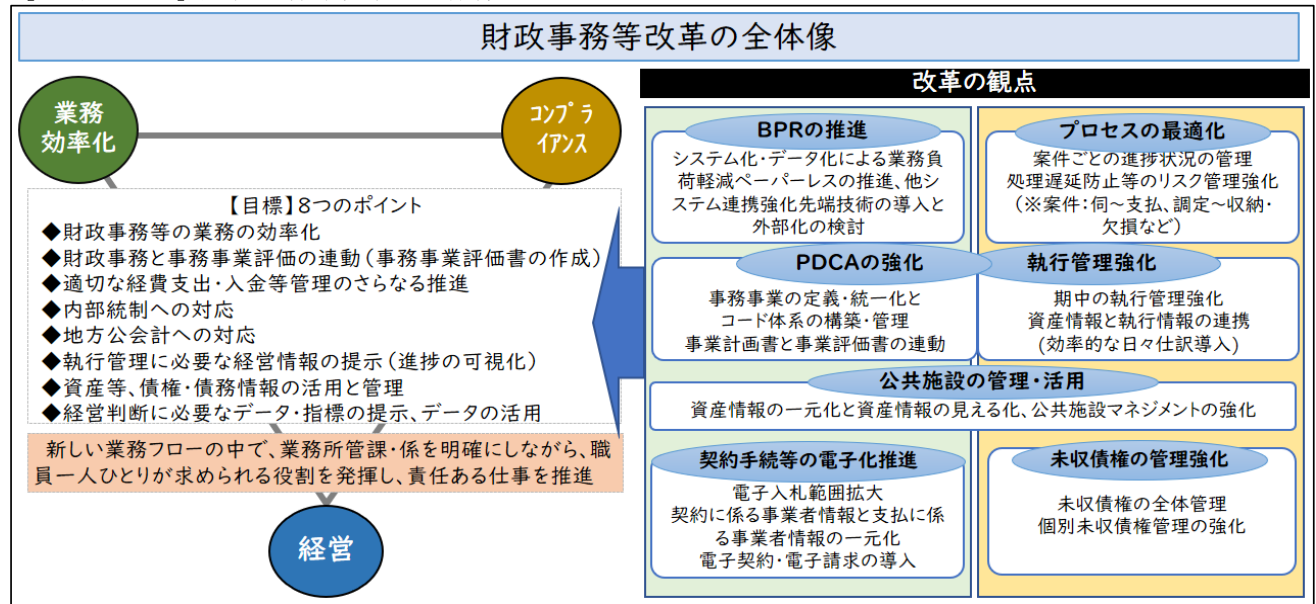 財政事務等改革の全体像
業務
効率化
コンプラ
イアンス
【目標】8つのポイント
◆財政事務等の業務の効率化
◆財政事務と事務事業評価の連動(事務事業評価書の作成)
◆適切な経費支出・入金等管理のさらなる推進
◆内部統制への対応
◆地方公会計への対応
◆執行管理に必要な経営情報の提示(進捗の可視化)
◆資産等、債権・債務情報の活用と管理
◆経営判断に必要なデータ・指標の提示、データの活用
新しい業務フローの中で、業務所管課・係を明確にしながら、職
員一人ひとりが求められる役割を発揮し、責任ある仕事を推進
経営
改革の観点
BPRの推進
システム化・データ化による業務負
荷軽減ペーパーレスの推進、他シ
ステム連携強化先端技術の導入と
外部化の検討
プロセスの最適化
案件ごとの進捗状況の管理
処理遅延防止等のリスク管理強化
(※案件:伺~支払、調定~収納・
欠損など)
PDCAの強化
事務事業の定義・統一化と
コード体系の構築・管理
事業計画書と事業評価書の連動
執行管理強化
期中の執行管理強化
資産情報と執行情報の連携
(効率的な日々仕訳導入)
公共施設の管理・活用
資産情報の一元化と資産情報の見える化、公共施設マネジメントの強化
契約手続等の電子化推進
電子入札範囲拡大
契約に係る事業者情報と支払に係
る事業者情報の一元化
電子契約・電子請求の導入
未収債権の管理強化
未収債権の全体管理
個別未収債権管理の強化